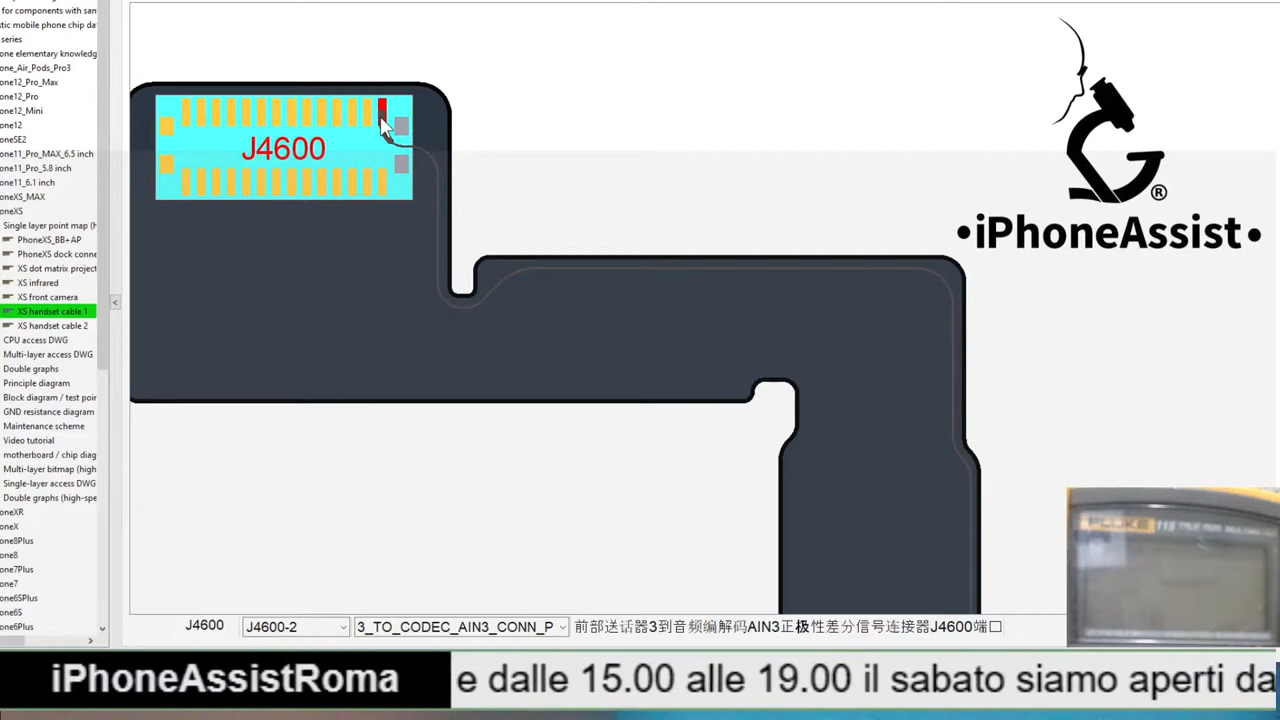 for components with san
stic mobile phone chip da
series
one elementary knowledg
one_Air_Pods_Pro3
one12_Pro_Max
one12_Pro
one12_Mini
one12
oneSE2
one11_Pro_MAX_6.5 inch
one11_Pro_5.8 inch
one11_6.1 inch
oneXS_MAX
oneXS
Single layer point map (h
PhoneXS_BB+AP
PhoneXS dock conne
XS dot matrix project
XS infrared
XS front camera
XS handset cable 1
XS handset cable 2
CPU access DWG
Multi-layer access DWG
Double graphs
Principle diagram
Block diagram / test poin
GND resistance diagram
Maintenance scheme
Video tutorial
motherboard / chip diag
Multi-layer bitmap (high
Single-layer access DWG
Double graphs (high-spe
oneXR
oneX
one8Plus
one8
one7Plus
one7
one6SPlus
one6S
one6Plus
<
J4600
G®
•iPhoneAssist•
FLUKE
J4600
J4600-2
3_TO_CODEC_AIN3_CONN_P
前部送话器3到音频编解码AIN3正极性差分信号连接器J4600端口
iPhoneAssistRoma
e dalle 15.00 alle 19.00 il sabato siamo aperti da